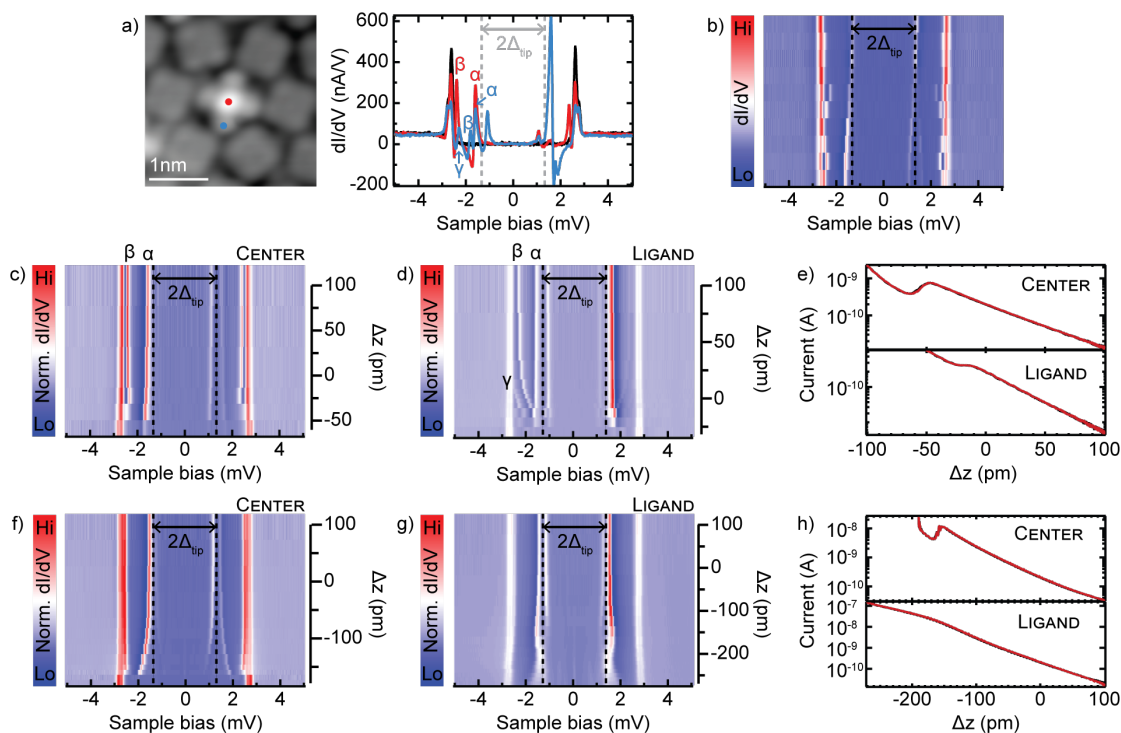 a)
1nm
dI/dV (nA/V)
600
400
200
0
-200
2Δtip
β
α
α
β
γ
-4 -2 0 2 4
Sample bias (mV)
b)
Hi
dI/dV
Lo
2Δtip
-4 -2 0 2 4
Sample bias (mV)
c)
β α
CENTER
Hi
Norm. dI/dV
Lo
2Δtip
100
50
0
-50
Δz (pm)
-4 -2 0 2 4
Sample bias (mV)
d)
β α
LIGAND
Hi
Norm. dI/dV
Lo
2Δtip
γ
100
50
0
Δz (pm)
-4 -2 0 2 4
Sample bias (mV)
e)
Current (A)
10⁻⁹
10⁻¹⁰
CENTER
10⁻¹⁰
LIGAND
-100 -50 0 50 100
Δz (pm)
f)
CENTER
Hi
Norm. dI/dV
Lo
2Δtip
100
0
-100
Δz (pm)
-4 -2 0 2 4
Sample bias (mV)
g)
LIGAND
Hi
Norm. dI/dV
Lo
2Δtip
100
0
-100
-200
Δz (pm)
-4 -2 0 2 4
Sample bias (mV)
h)
Current (A)
10⁻⁸
10⁻⁹
10⁻¹⁰
CENTER
10⁻⁷
10⁻⁸
10⁻¹⁰
LIGAND
-200 -100 0 100
Δz (pm)